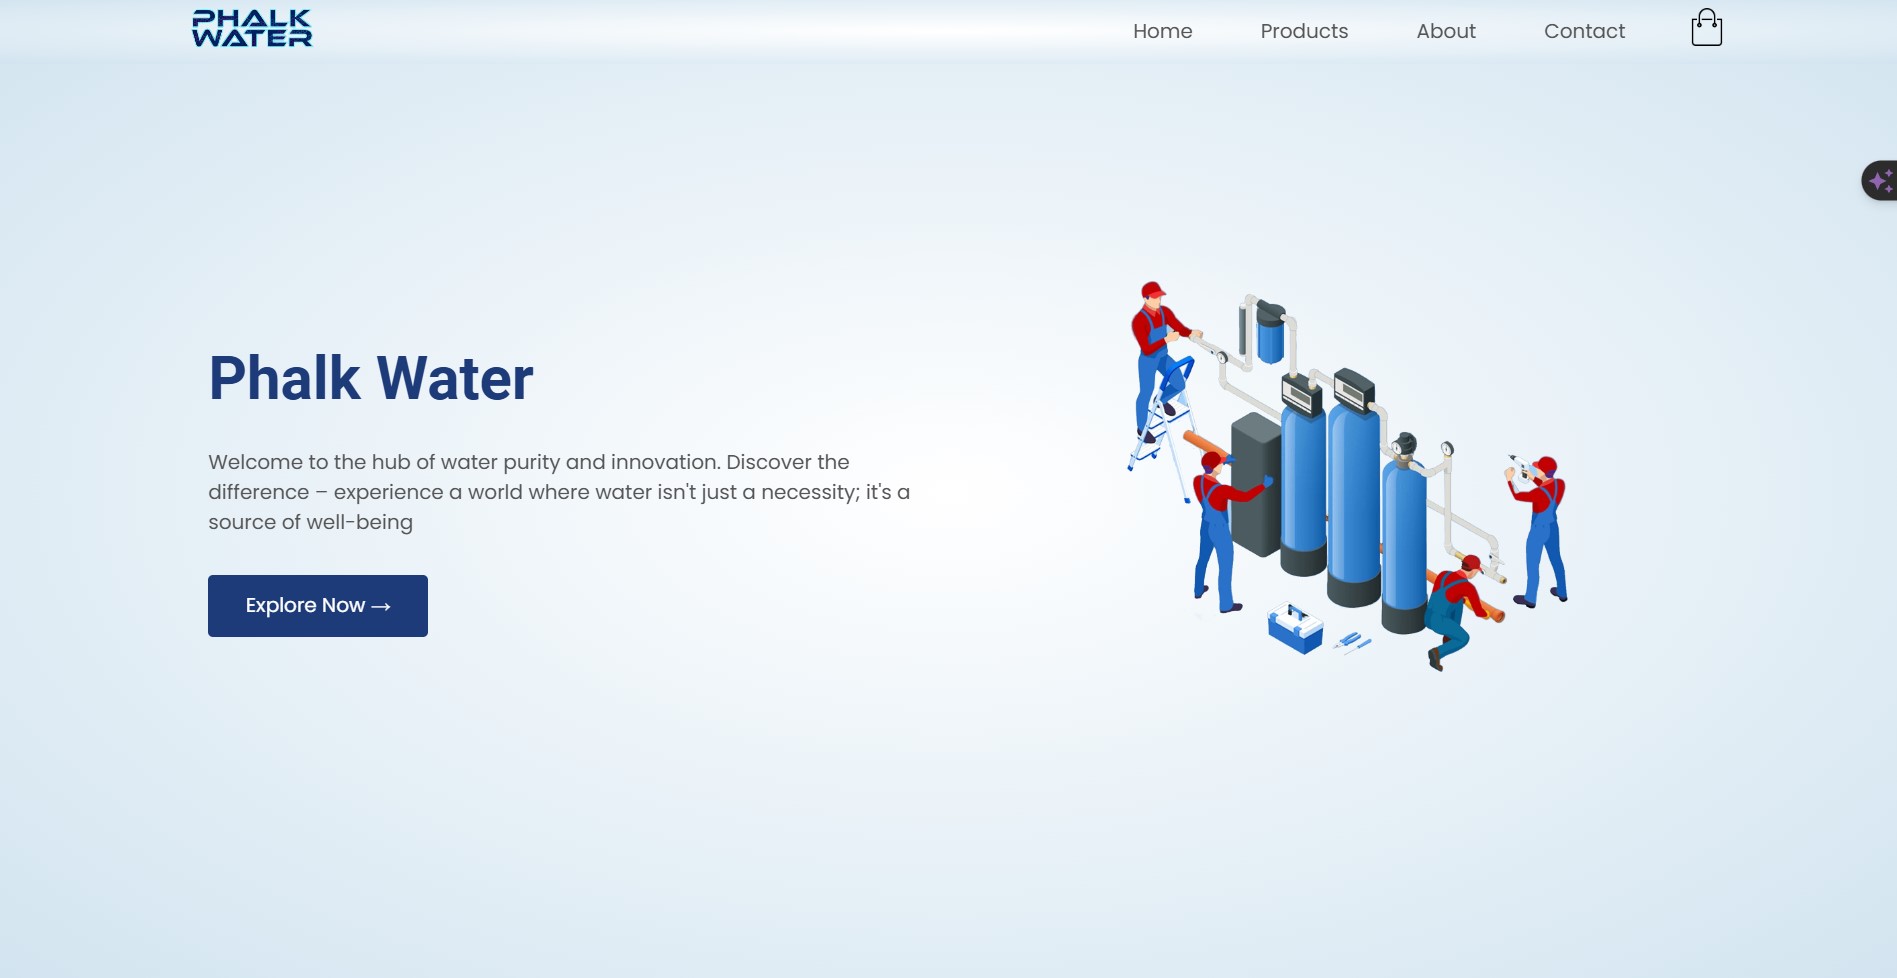 PHALK
WATER
Home
Products
About
Contact
Phalk Water
Welcome to the hub of water purity and innovation. Discover the
difference – experience a world where water isn't just a necessity; it's a
source of well-being
Explore Now →